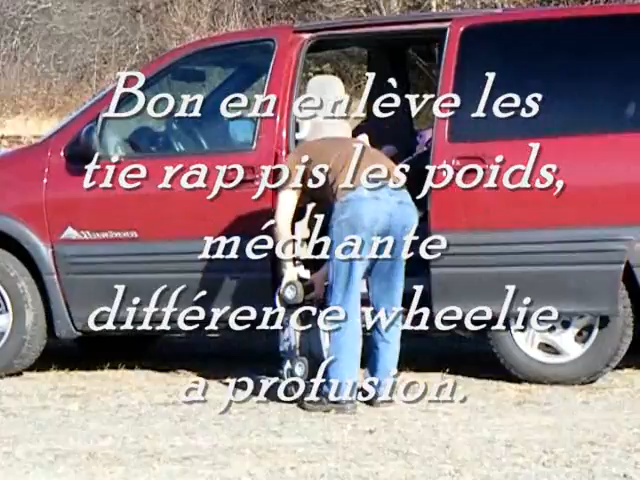 Bon en enlève les
tie rap pis les poids,
méchante
différence wheelie
a profusion.